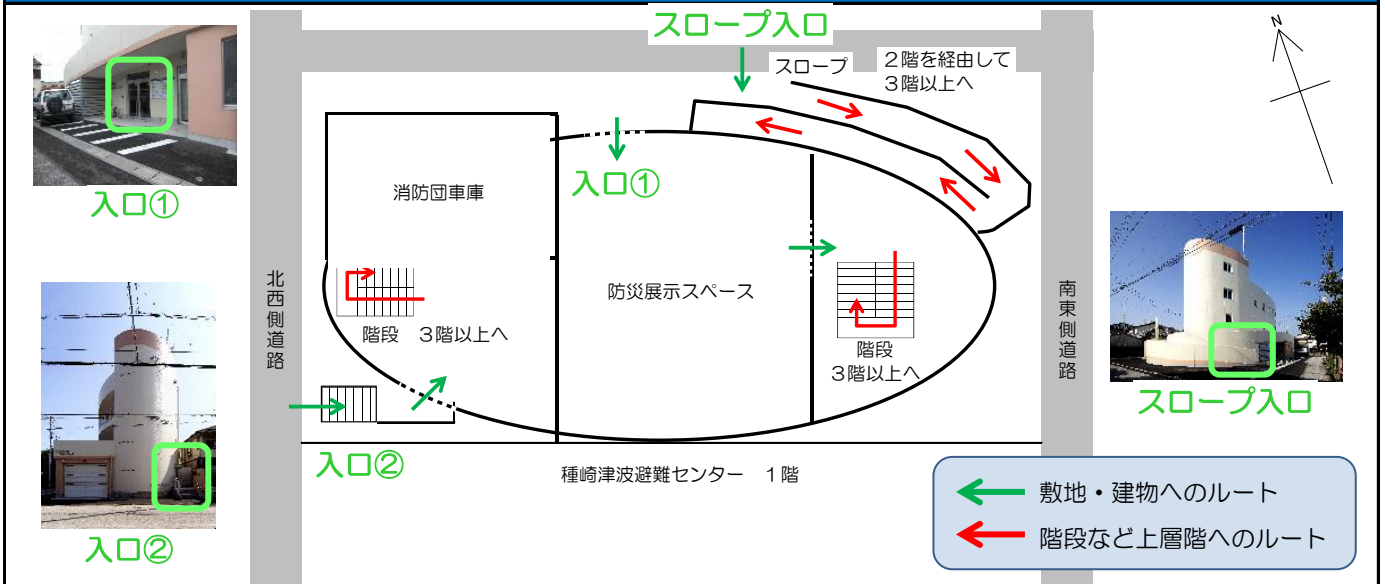 スロープ入口
N
スロープ
2階を経由して
3階以上へ
入口①
消防団車庫
入口①
北西側道路
防災展示スペース
南東側道路
階段　3階以上へ
階段
3階以上へ
スロープ入口
入口②
種崎津波避難センター　1階
敷地・建物へのルート
階段など上層階へのルート
入口②